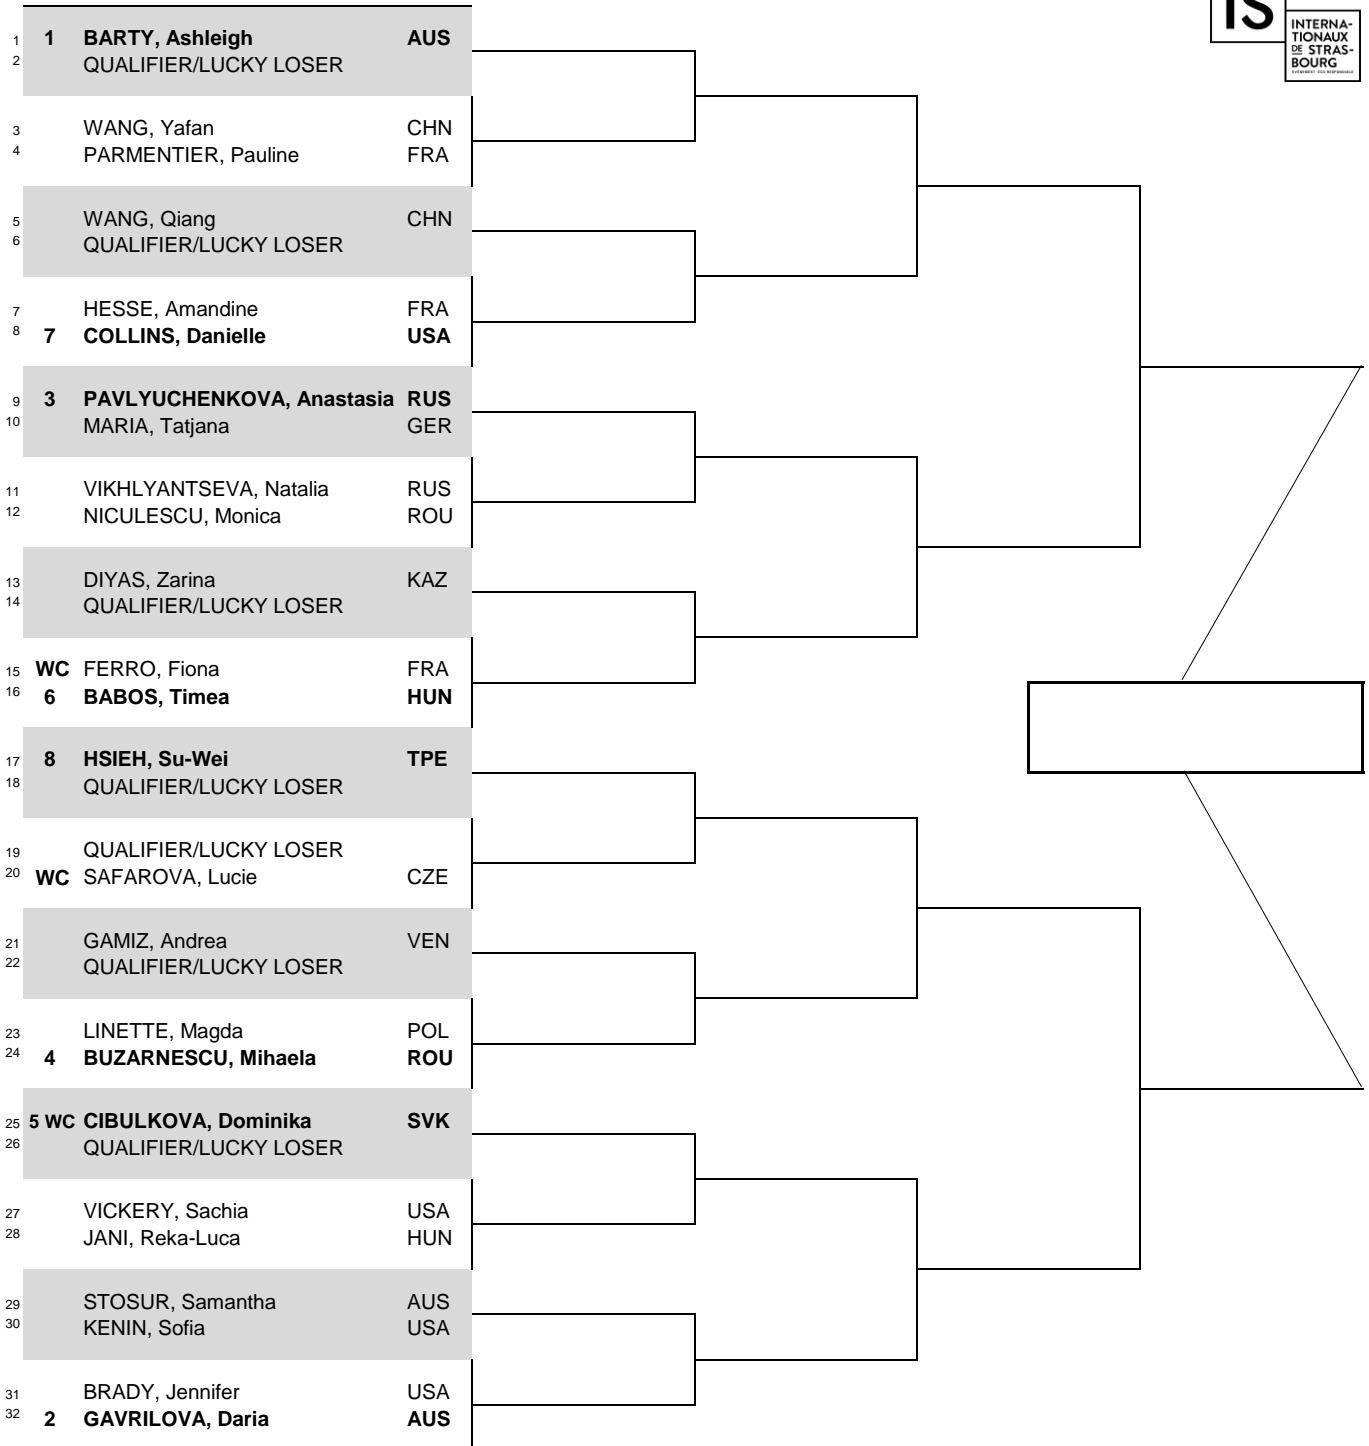 IS
INTERNA-
TIONAUX
DE STRAS-
BOURG
1 1 BARTY, Ashleigh AUS
2 QUALIFIER/LUCKY LOSER
3 WANG, Yafan CHN
4 PARMENTIER, Pauline FRA
5 WANG, Qiang CHN
6 QUALIFIER/LUCKY LOSER
7 HESSE, Amandine FRA
8 7 COLLINS, Danielle USA
9 3 PAVLYUCHENKOVA, Anastasia RUS
10 MARIA, Tatjana GER
11 VIKHLYANTSEVA, Natalia RUS
12 NICULESCU, Monica ROU
13 DIYAS, Zarina KAZ
14 QUALIFIER/LUCKY LOSER
15 WC FERRO, Fiona FRA
16 6 BABOS, Timea HUN
17 8 HSIEH, Su-Wei TPE
18 QUALIFIER/LUCKY LOSER
19 QUALIFIER/LUCKY LOSER
20 WC SAFAROVA, Lucie CZE
21 GAMIZ, Andrea VEN
22 QUALIFIER/LUCKY LOSER
23 LINETTE, Magda POL
24 4 BUZARNESCU, Mihaela ROU
25 5 WC CIBULKOVA, Dominika SVK
26 QUALIFIER/LUCKY LOSER
27 VICKERY, Sachia USA
28 JANI, Reka-Luca HUN
29 STOSUR, Samantha AUS
30 KENIN, Sofia USA
31 BRADY, Jennifer USA
32 2 GAVRILOVA, Daria AUS